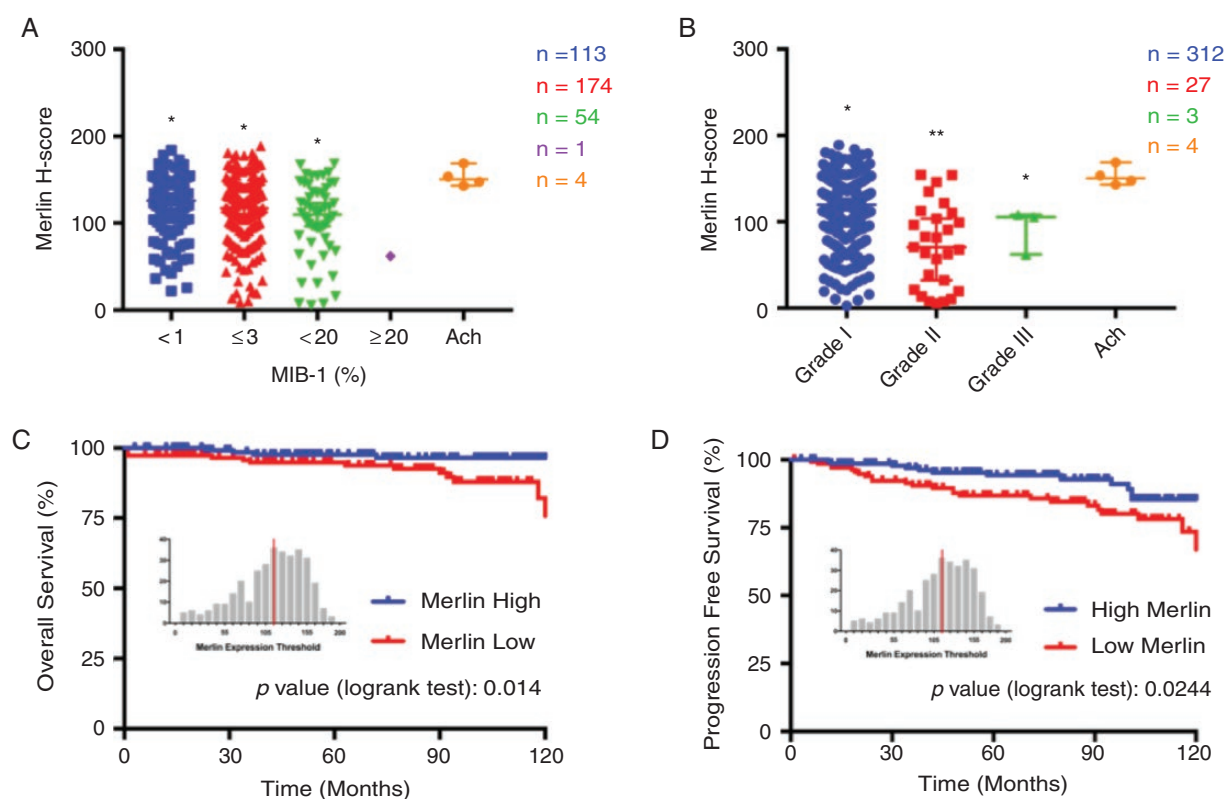 A
Merlin H-score
300
200
100
0
*
*
*
n =113
n = 174
n = 54
n = 1
n = 4
<1
≤3
<20
≥20
Ach
MIB-1 (%)
B
Merlin H-score
300
200
100
0
*
**
*
n = 312
n = 27
n = 3
n = 4
Grade I
Grade II
Grade III
Ach
C
Overall Servival (%)
100
75
50
25
0
Merlin Expression Threshold
Merlin High
Merlin Low
p value (logrank test): 0.014
0
30
60
90
120
Time (Months)
D
Progression Free Survival (%)
100
75
50
25
0
Merlin Expression Threshold
High Merlin
Low Merlin
p value (logrank test): 0.0244
0
30
60
90
120
Time (Months)